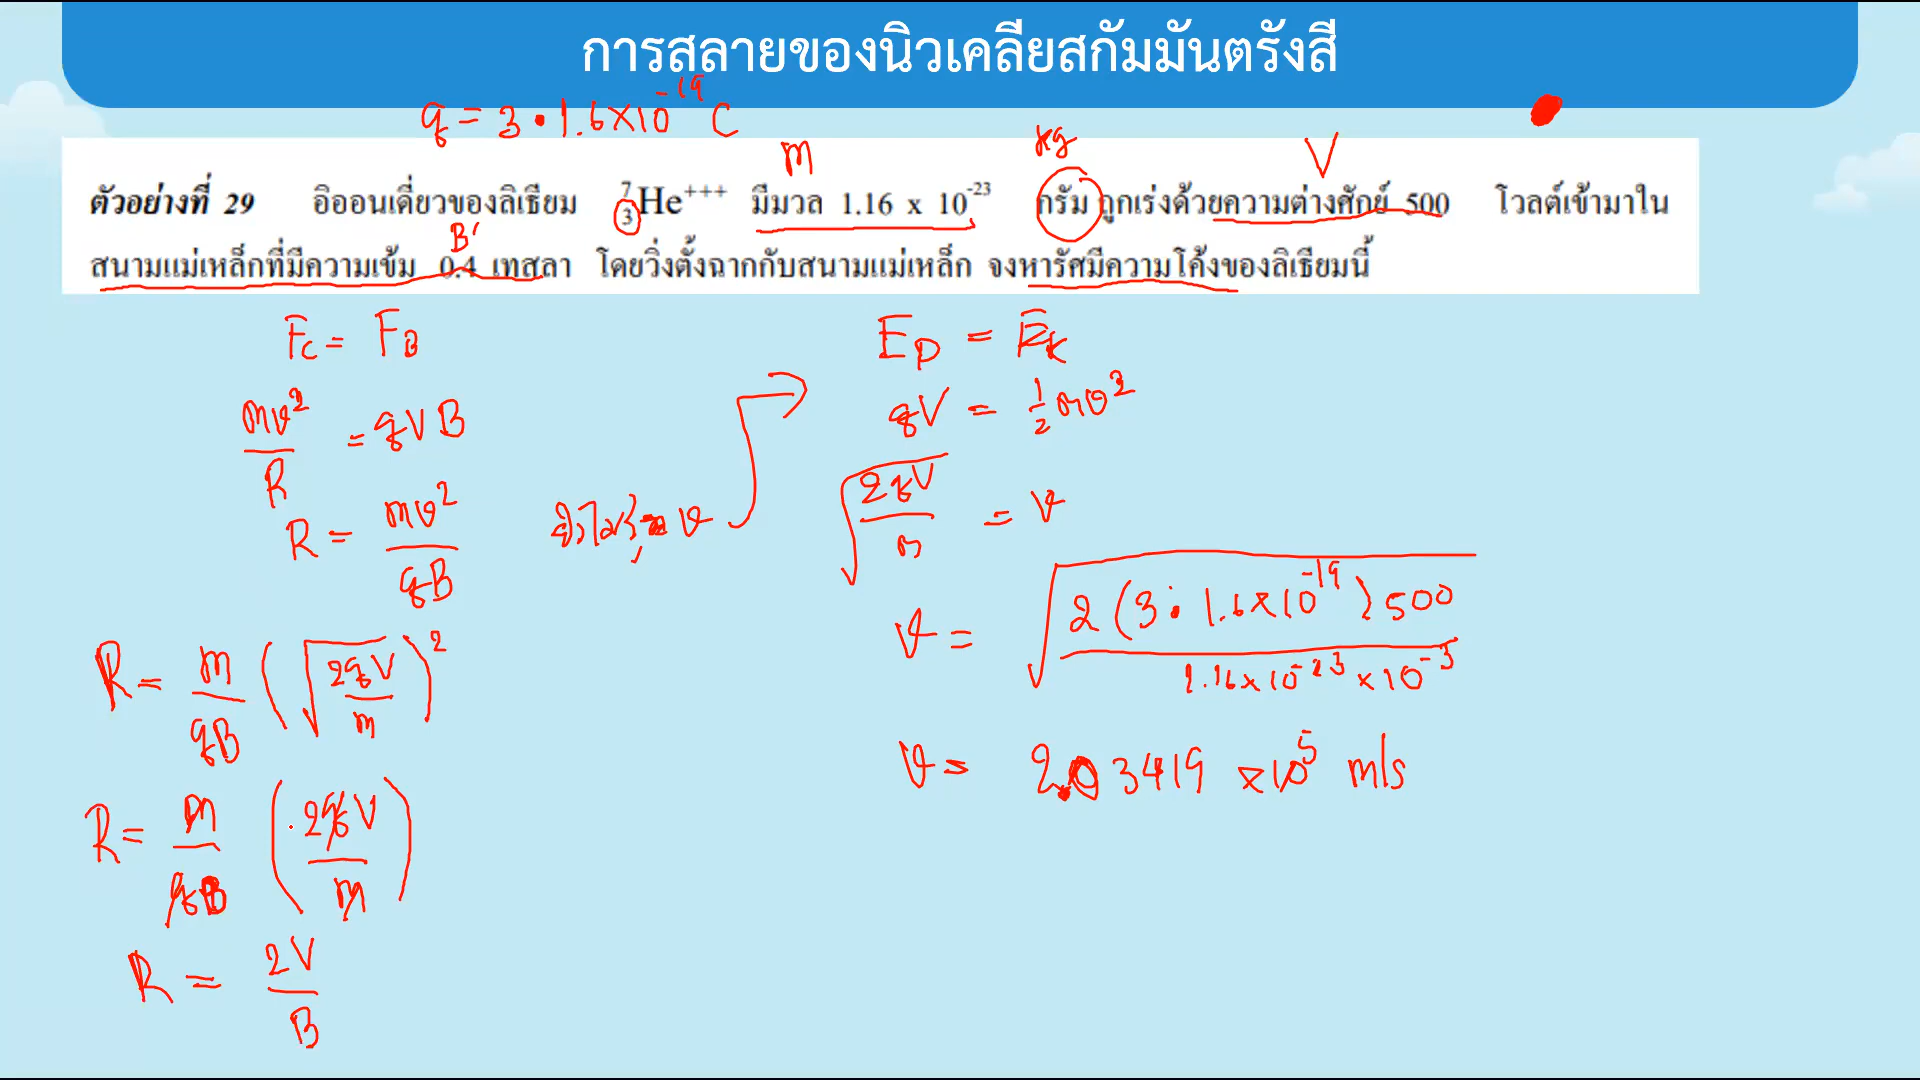 การสลายของนิวเคลียสกัมมันตรังสี
q = 3 • 1.6×10⁻¹⁹ C
m
kg
V
ตัวอย่างที่ 29 อิออนเดี่ยวของลิเธียม ⁷₃He⁺⁺⁺ มีมวล 1.16 x 10⁻²³ กรัม ถูกเร่งด้วยความต่างศักย์ 500 โวลต์เข้ามาใน
B
สนามแม่เหล็กที่มีความเข้ม 0.4 เทสลา โดยวิ่งตั้งฉากกับสนามแม่เหล็ก จงหารัศมีความโค้งของลิเธียมนี้
F_C = F_B
mv²/R = qVB
R = mv²/qB
v
R = m/qB (√(2qV/m))²
R = m/qB (2qV/m)
R = 2V/B
E_P = E_K
qV = 1/2 mv²
√(2qV/m) = v
v = √(2(3 • 1.6×10⁻¹⁹)500 / 1.16×10⁻²³ × 10⁻³)
v = 2.03419 ×10⁵ m/s